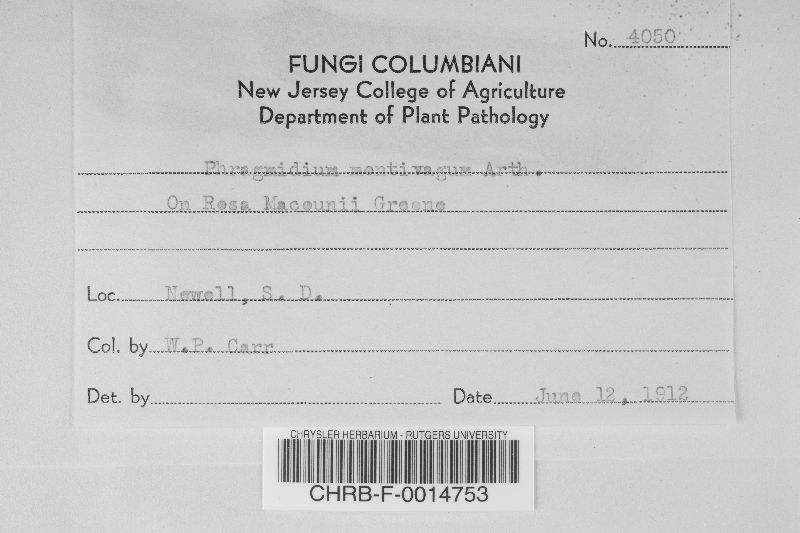 No. 4050
FUNGI COLUMBIANI
New Jersey College of Agriculture
Department of Plant Pathology
Phragmidium montivagum Arth.
On Rosa Macounii Greene
Loc. Newell, S. D.
Col. by W.P. Carr
Det. by
Date June 12, 1912
CHRYSLER HERBARIUM - RUTGERS UNIVERSITY
CHRB-F-0014753